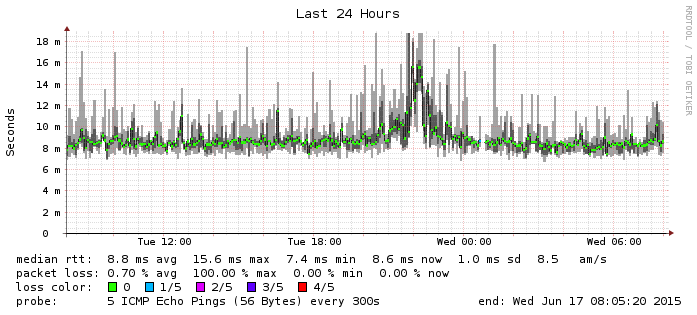 Last 24 Hours
RRDTOOL / TOBI OETIKER
Seconds
18 m
16 m
14 m
12 m
10 m
8 m
6 m
4 m
2 m
0
Tue 12:00 Tue 18:00 Wed 00:00 Wed 06:00
median rtt: 8.8 ms avg 15.6 ms max 7.4 ms min 8.6 ms now 1.0 ms sd 8.5 am/s
packet loss: 0.70 % avg 100.00 % max 0.00 % min 0.00 % now
loss color: 0 1/5 2/5 3/5 4/5
probe: 5 ICMP Echo Pings (56 Bytes) every 300s end: Wed Jun 17 08:05:20 2015